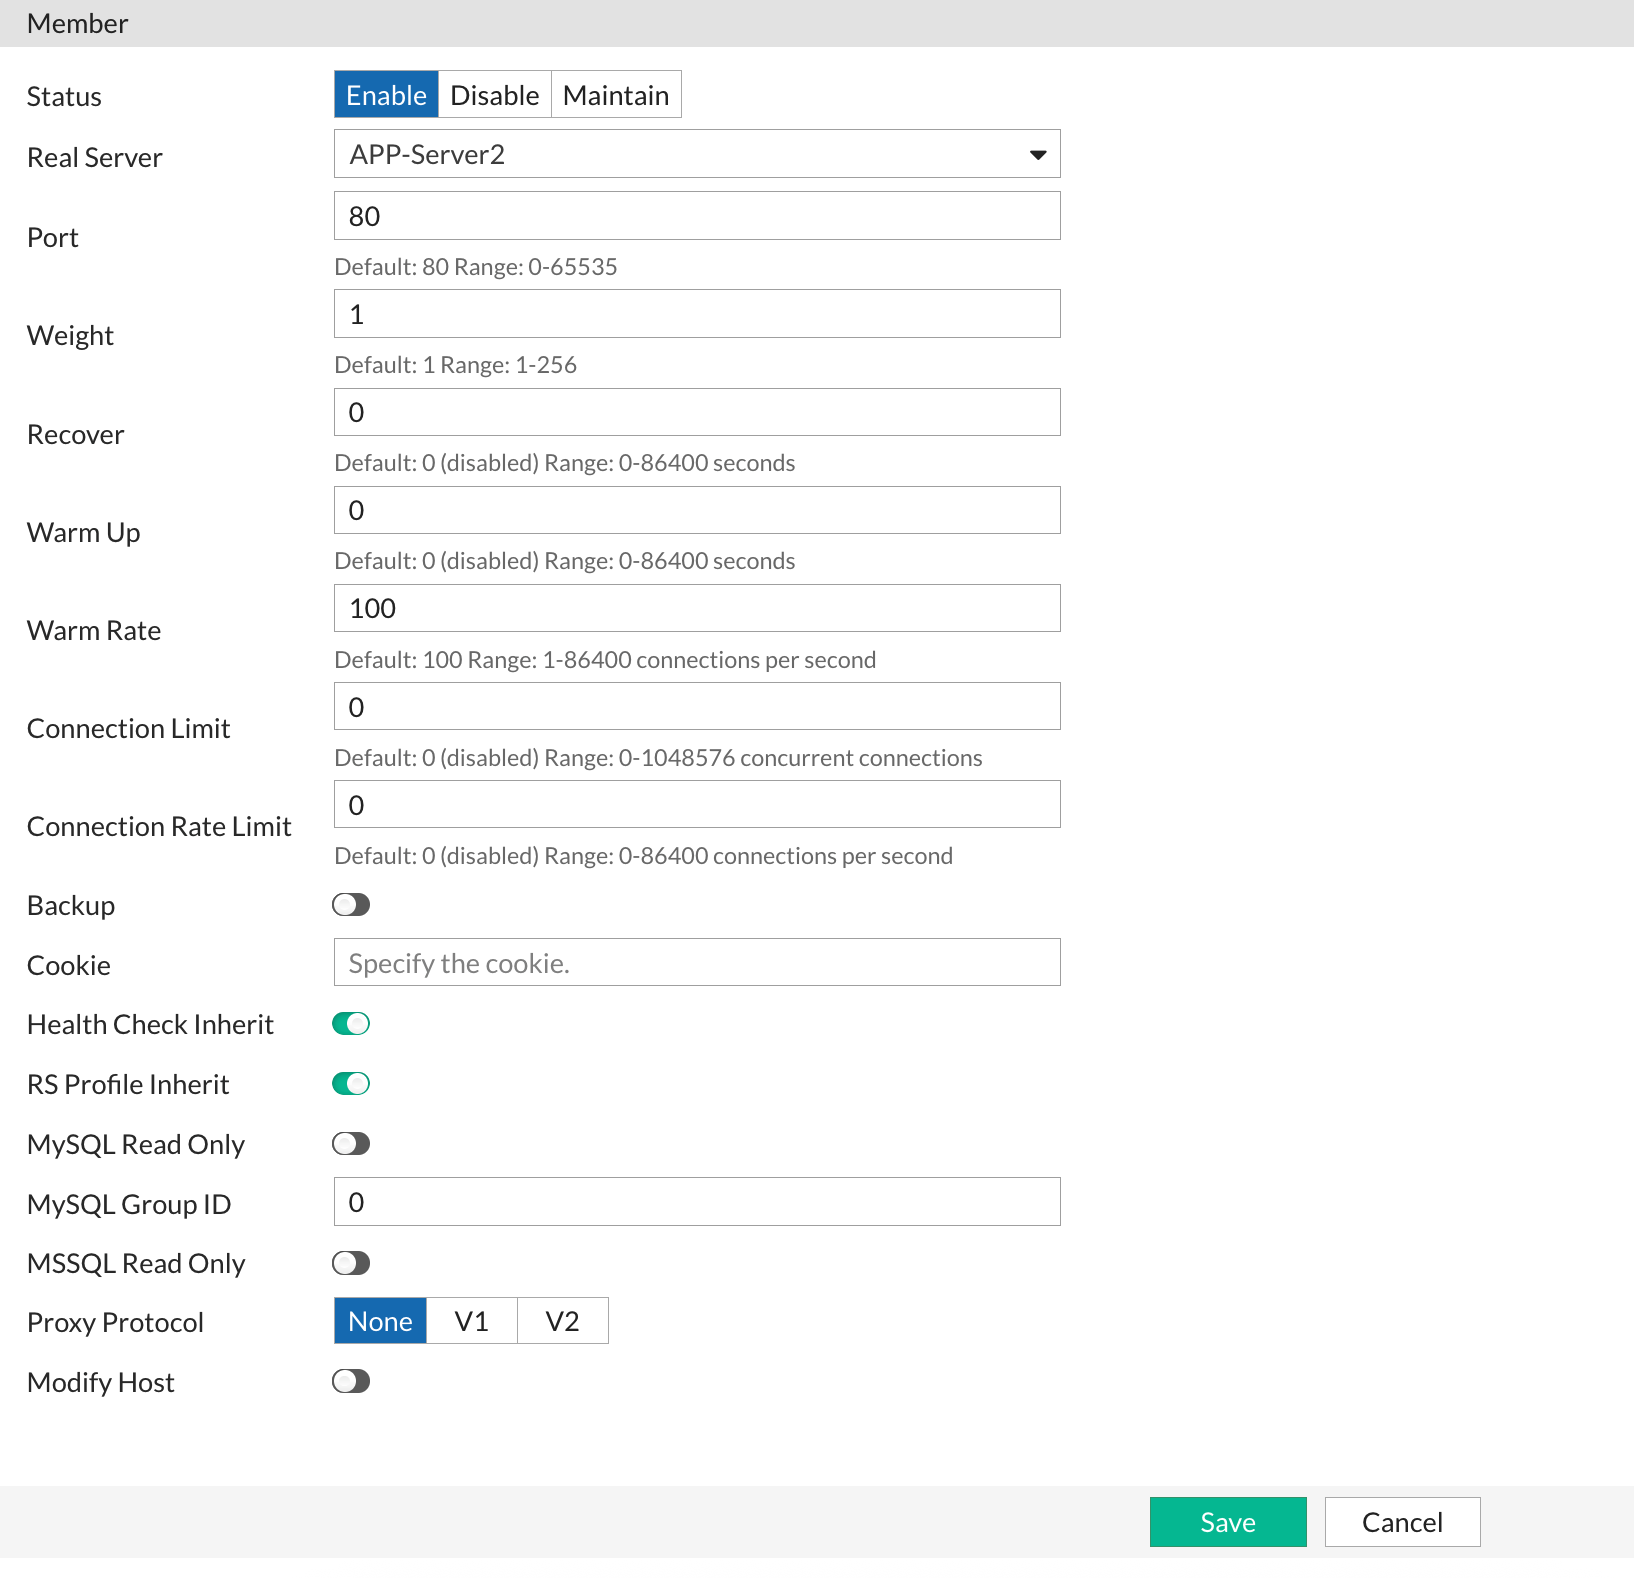 Member
Status Enable Disable Maintain
Real Server APP-Server2
Port 80
Default: 80 Range: 0-65535
Weight 1
Default: 1 Range: 1-256
Recover 0
Default: 0 (disabled) Range: 0-86400 seconds
Warm Up 0
Default: 0 (disabled) Range: 0-86400 seconds
Warm Rate 100
Default: 100 Range: 1-86400 connections per second
Connection Limit 0
Default: 0 (disabled) Range: 0-1048576 concurrent connections
Connection Rate Limit 0
Default: 0 (disabled) Range: 0-86400 connections per second
Backup
Cookie Specify the cookie.
Health Check Inherit
RS Profile Inherit
MySQL Read Only
MySQL Group ID 0
MSSQL Read Only
Proxy Protocol None V1 V2
Modify Host
Save Cancel